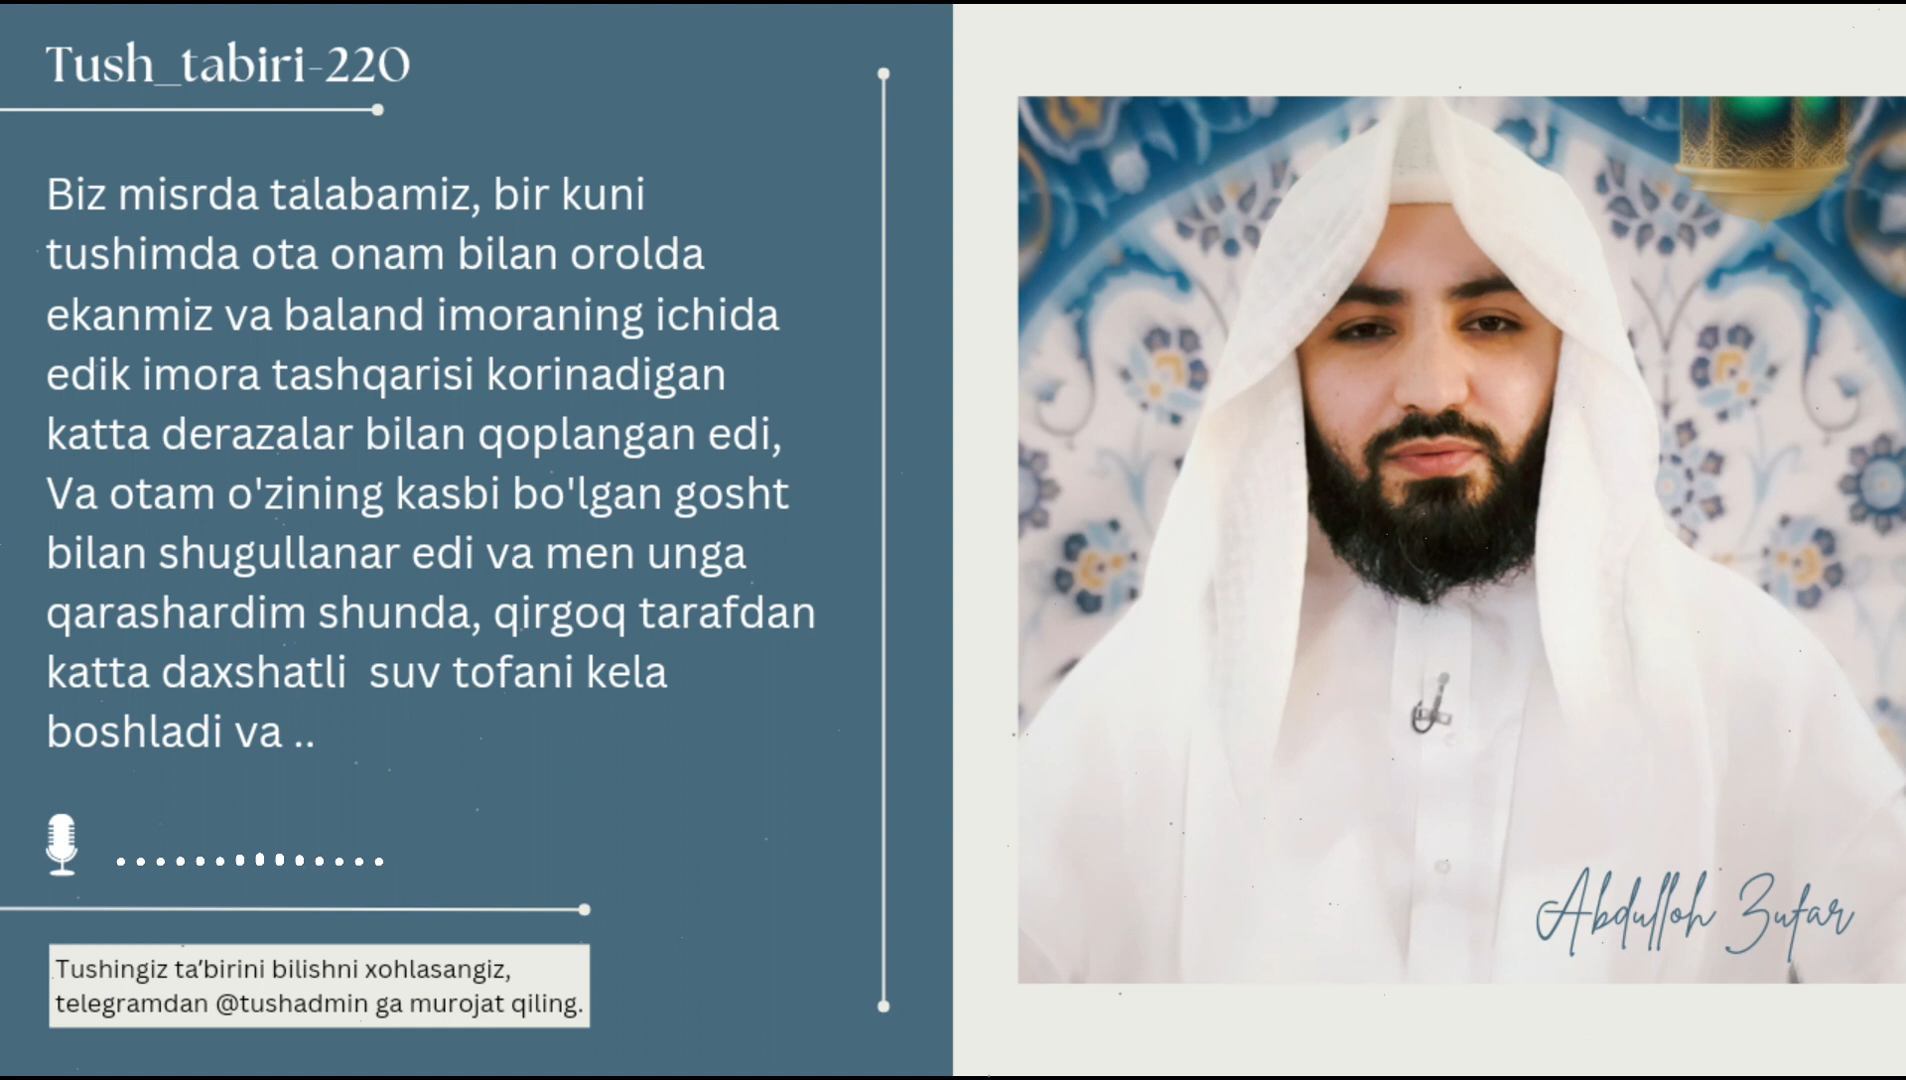 Tush_tabiri-220
Biz misrda talabamiz, bir kuni
tushimda ota onam bilan orolda
ekanmiz va baland imoraning ichida
edik imora tashqarisi korinadigan
katta derazalar bilan qoplangan edi,
Va otam o'zining kasbi bo'lgan gosht
bilan shugullanar edi va men unga
qarashardim shunda, qirgoq tarafdan
katta daxshatli  suv tofani kela
boshladi va ..
Tushingiz ta’birini bilishni xohlasangiz,
telegramdan @tushadmin ga murojat qiling.
Abdulloh Zufar